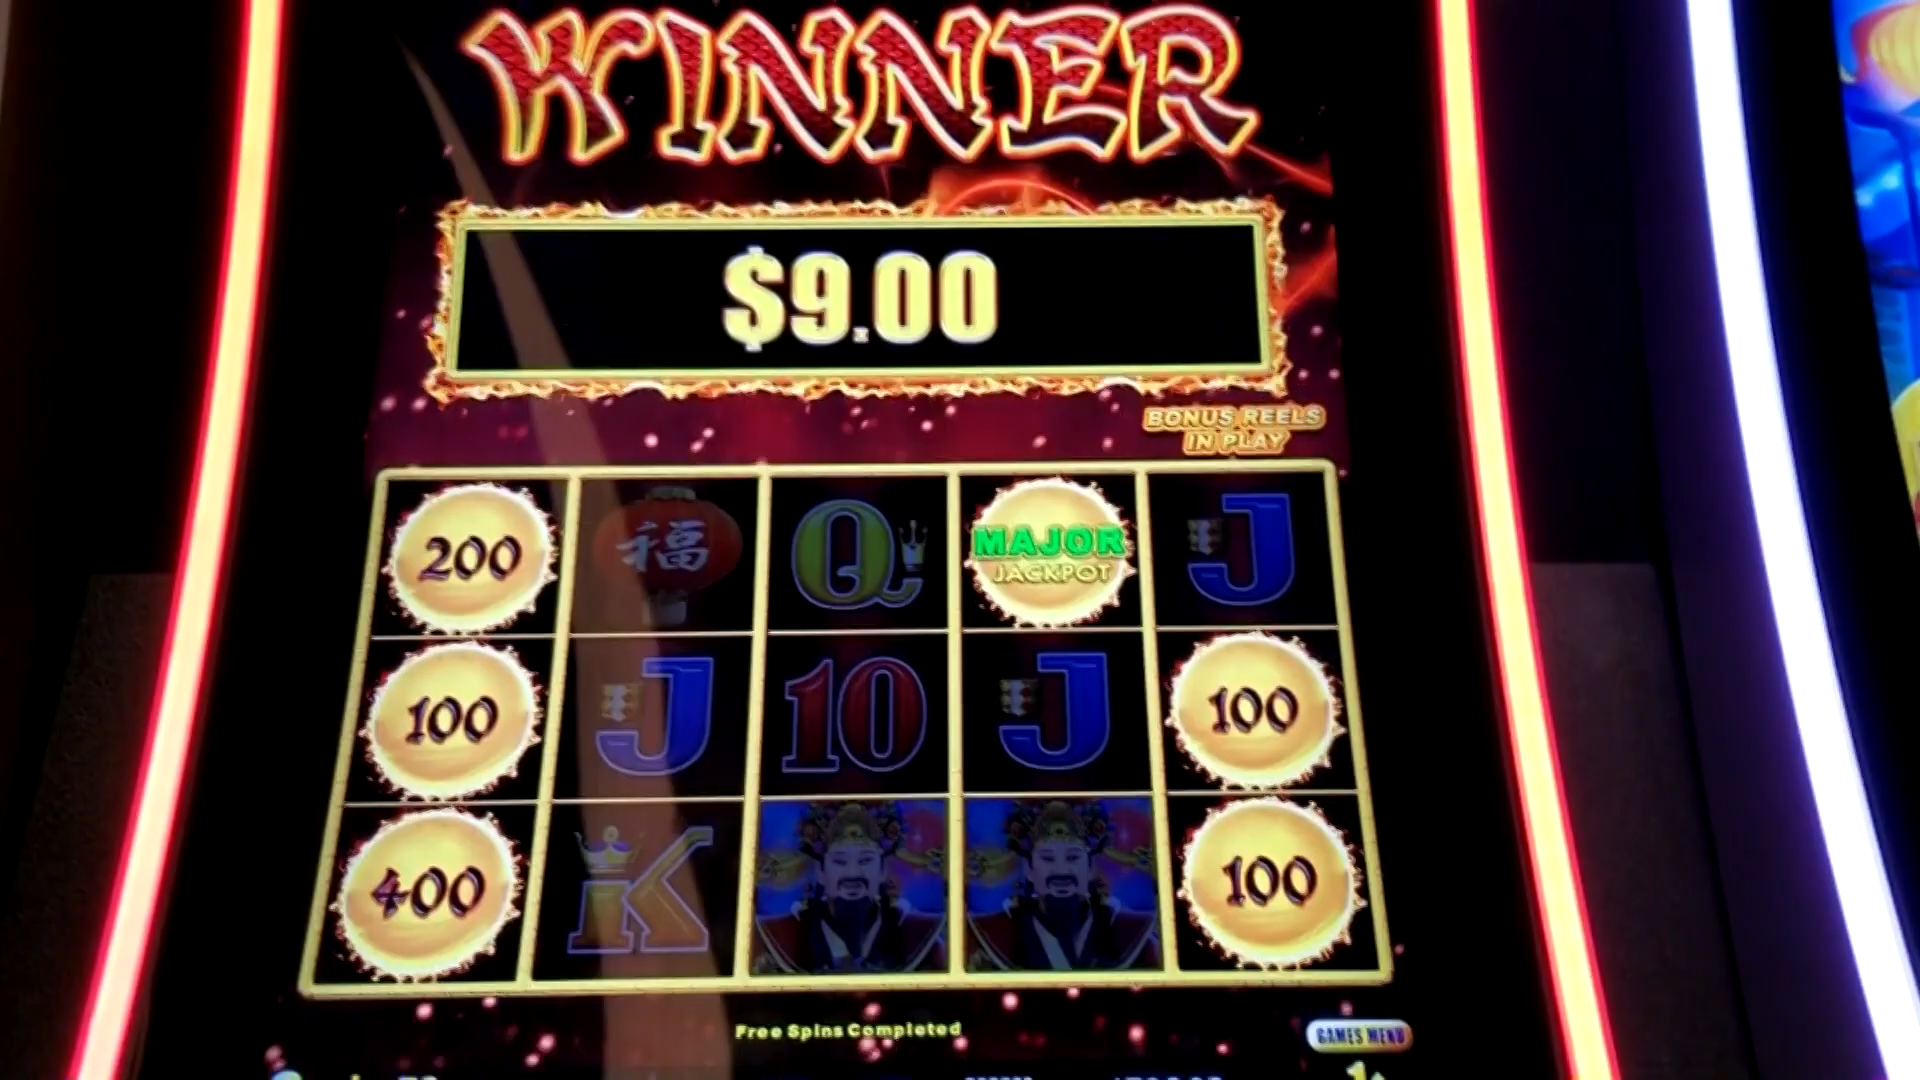 WINNER
$9.00
BONUS REELS
IN PLAY
200
福
Q
MAJOR
JACKPOT
J
100
J
10
J
100
400
K
100
Free Spins Completed
GAMES MENU